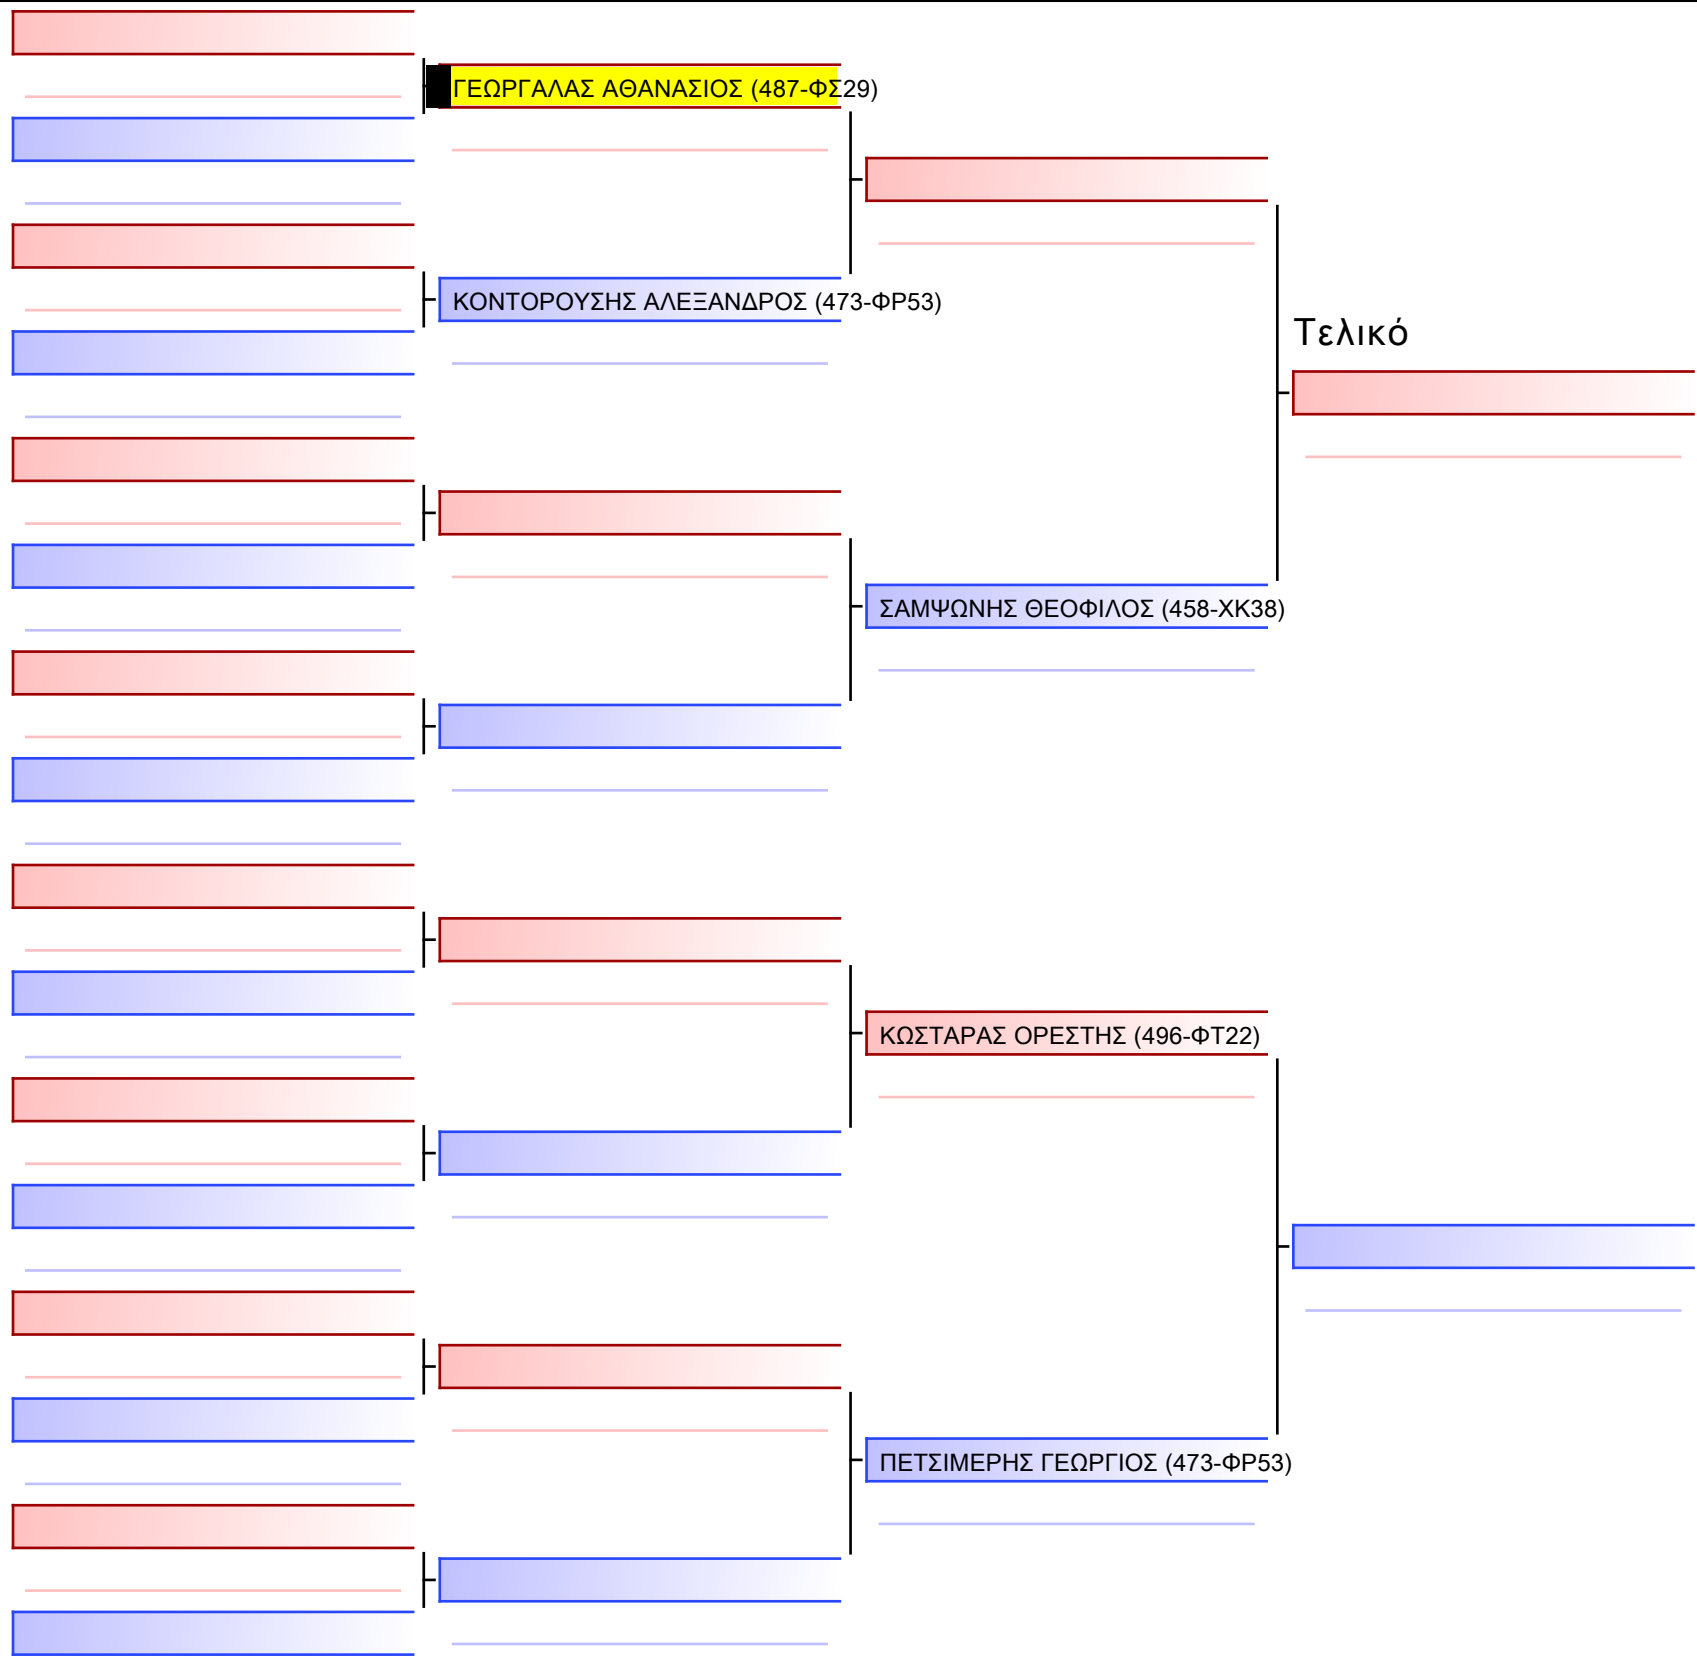 ΓΕΩΡΓΑΛΑΣ ΑΘΑΝΑΣΙΟΣ (487-ΦΣ29)
ΚΟΝΤΟΡΟΥΣΗΣ ΑΛΕΞΑΝΔΡΟΣ (473-ΦΡ53)
Τελικό
ΣΑΜΨΩΝΗΣ ΘΕΟΦΙΛΟΣ (458-ΧΚ38)
ΚΩΣΤΑΡΑΣ ΟΡΕΣΤΗΣ (496-ΦΤ22)
ΠΕΤΣΙΜΕΡΗΣ ΓΕΩΡΓΙΟΣ (473-ΦΡ53)